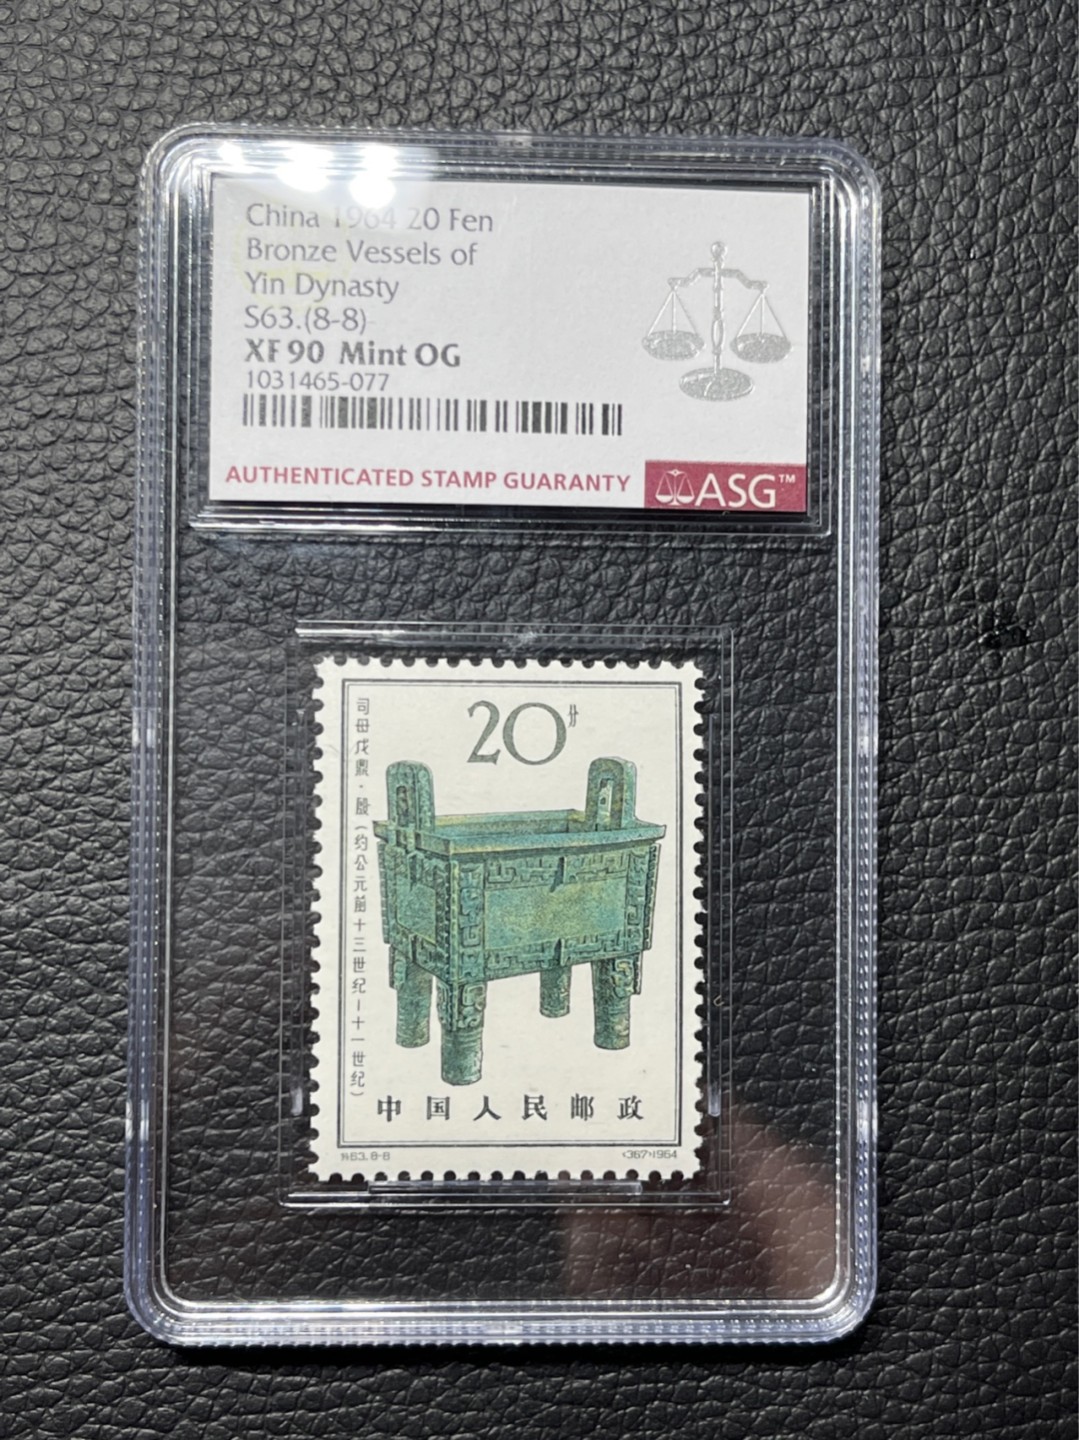 China 1964 20 Fen
Bronze Vessels of
Yin Dynasty
S63.(8-8)
XF 90 Mint OG
1031465-077
AUTHENTICATED STAMP GUARANTY
ASG™
20分
司母戊鼎·殷(约公元前十三世纪—十一世纪)
中国人民邮政
特63.8-8
<367>1964